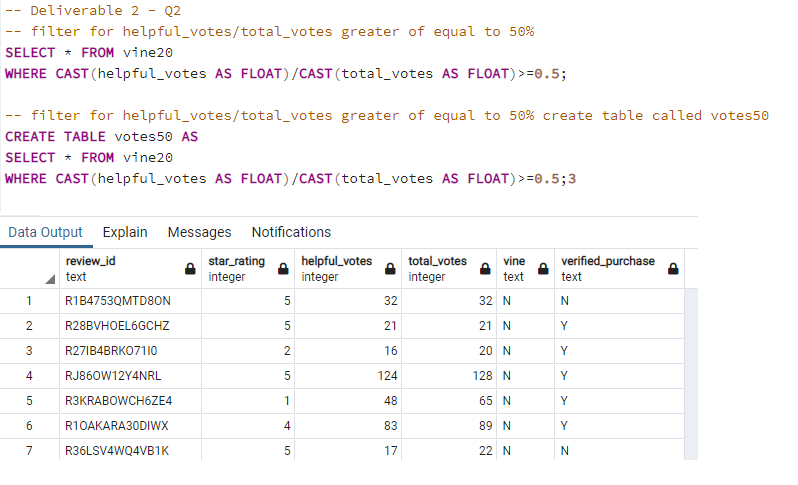 -- Deliverable 2 - Q2
-- filter for helpful_votes/total_votes greater of equal to 50%
SELECT * FROM vine20
WHERE CAST(helpful_votes AS FLOAT)/CAST(total_votes AS FLOAT)>=0.5;
-- filter for helpful_votes/total_votes greater of equal to 50% create table called votes50
CREATE TABLE votes50 AS
SELECT * FROM vine20
WHERE CAST(helpful_votes AS FLOAT)/CAST(total_votes AS FLOAT)>=0.5;3
Data Output Explain Messages Notifications
review_id star_rating helpful_votes total_votes vine verified_purchase
text integer integer integer text text
1 R1B4753QMTD8ON 5 32 32 N N
2 R28BVHOEL6GCHZ 5 21 21 N Y
3 R27IB4BRKO71I0 2 16 20 N Y
4 RJ86OW12Y4NRL 5 124 128 N Y
5 R3KRABOWCH6ZE4 1 48 65 N Y
6 R1OAKARA30DIWX 4 83 89 N Y
7 R36LSV4WQ4VB1K 5 17 22 N N